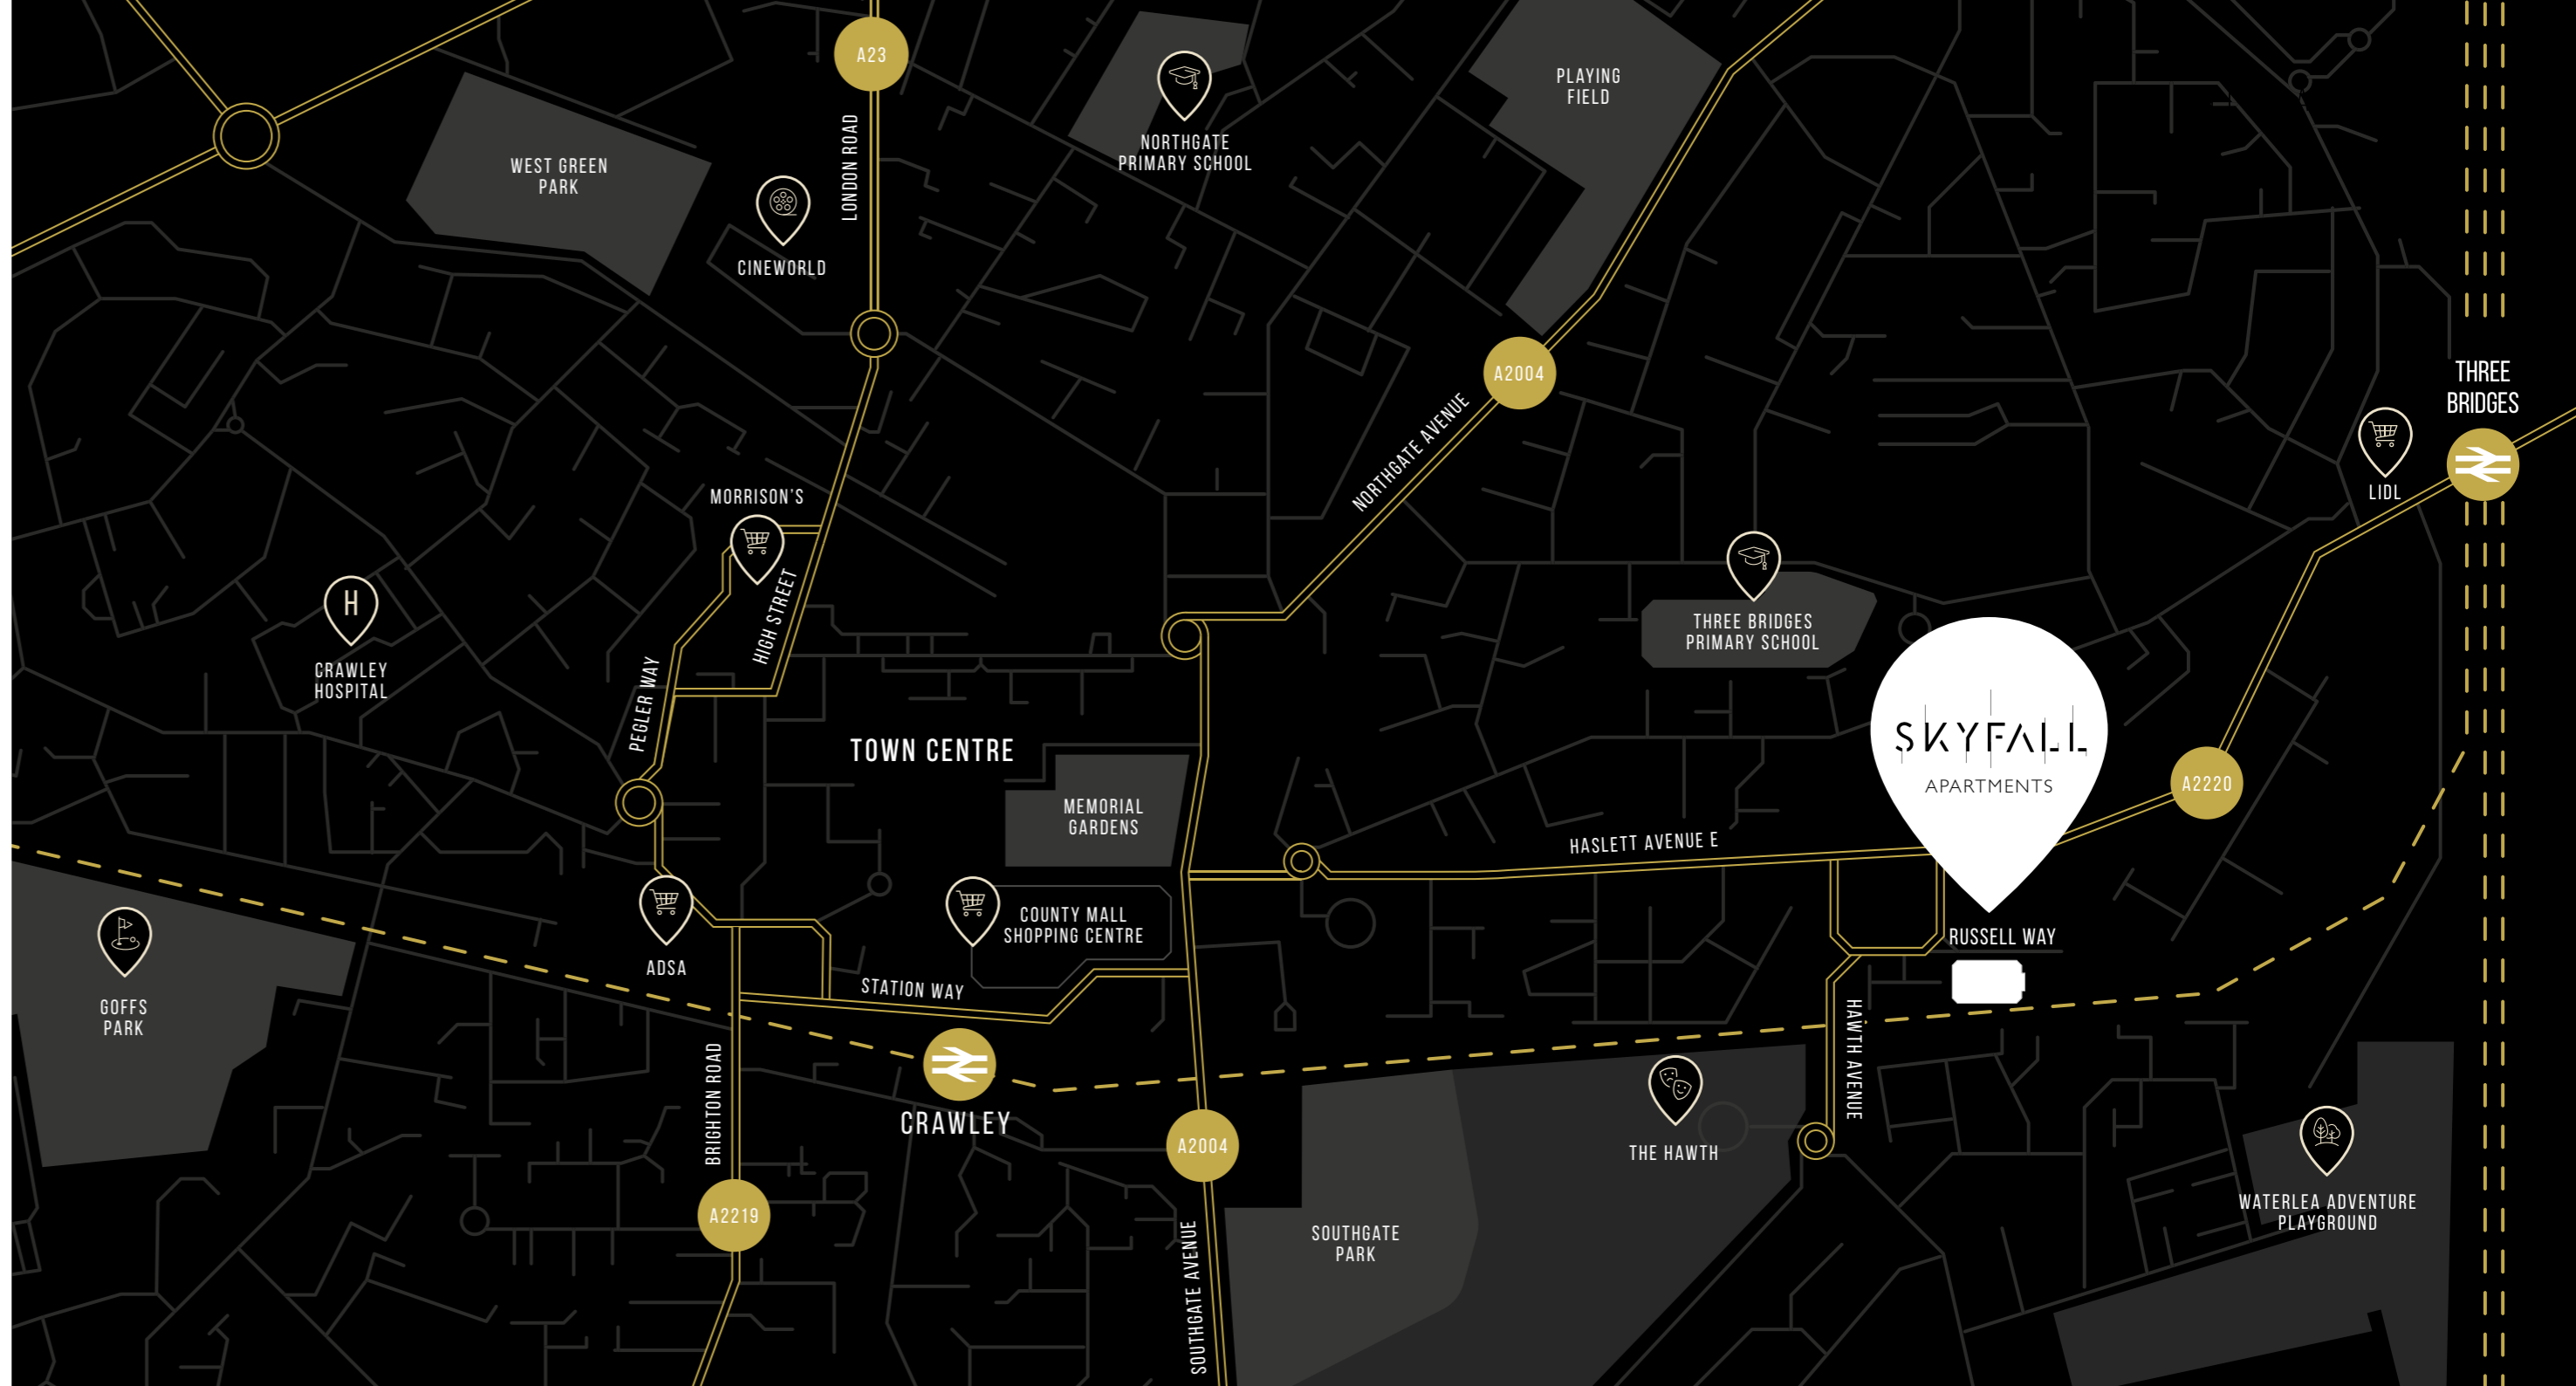 A23
LONDON ROAD
NORTHGATE
PRIMARY SCHOOL
PLAYING
FIELD
WEST GREEN
PARK
CINEWORLD
A2004
NORTHGATE AVENUE
THREE
BRIDGES
LIDL
MORRISON'S
HIGH STREET
PEGLER WAY
H
CRAWLEY
HOSPITAL
THREE BRIDGES
PRIMARY SCHOOL
SKYFALL
APARTMENTS
TOWN CENTRE
A2220
MEMORIAL
GARDENS
HASLETT AVENUE E
COUNTY MALL
SHOPPING CENTRE
RUSSELL WAY
ADSA
STATION WAY
GOFFS
PARK
HAWTH AVENUE
BRIGHTON ROAD
CRAWLEY
A2004
THE HAWTH
A2219
SOUTHGATE AVENUE
SOUTHGATE
PARK
WATERLEA ADVENTURE
PLAYGROUND